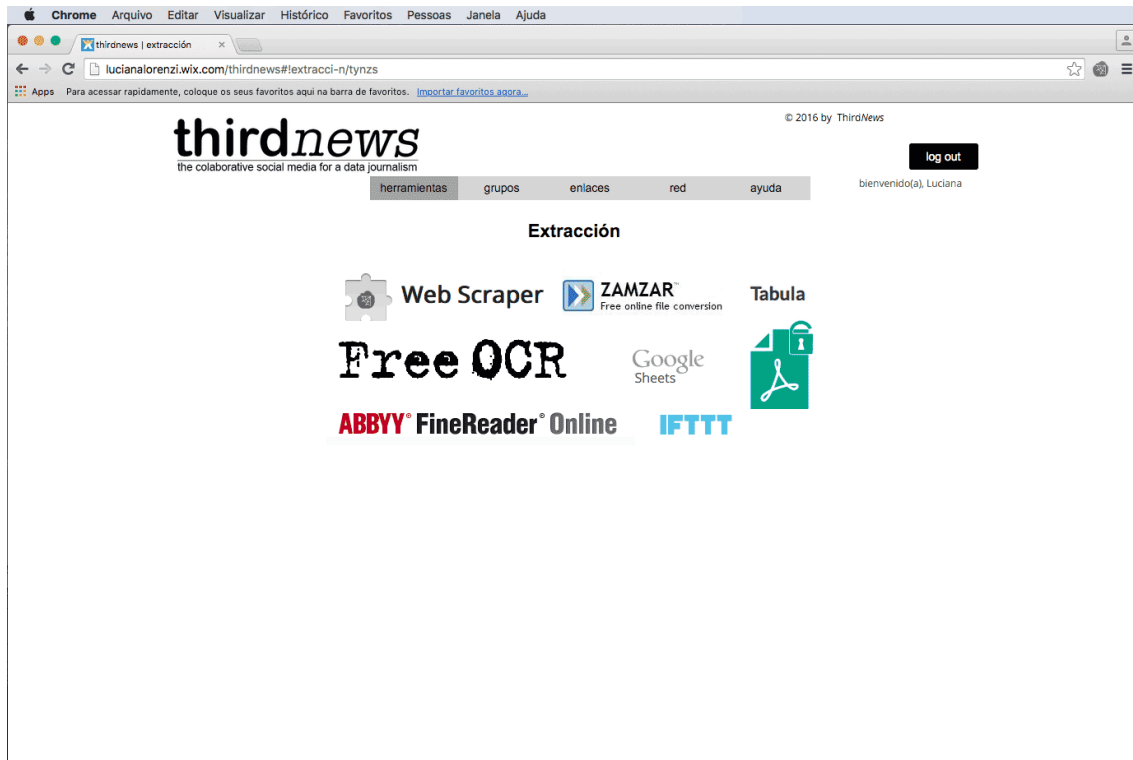 Chrome Arquivo Editar Visualizar Histórico Favoritos Pessoas Janela Ajuda
thirdnews | extracción
lucianalorenzi.wix.com/thirdnews#!extracci-n/tynzs
Apps Para acessar rapidamente, coloque os seus favoritos aqui na barra de favoritos. Importar favoritos agora...
© 2016 by ThirdNews
thirdnews
the colaborative social media for a data journalism
log out
bienvenido(a), Luciana
herramientas grupos enlaces red ayuda
Extracción
Web Scraper
ZAMZAR™
Free online file conversion
Tabula
Free OCR
Google
Sheets
ABBYY® FineReader® Online
IFTTT